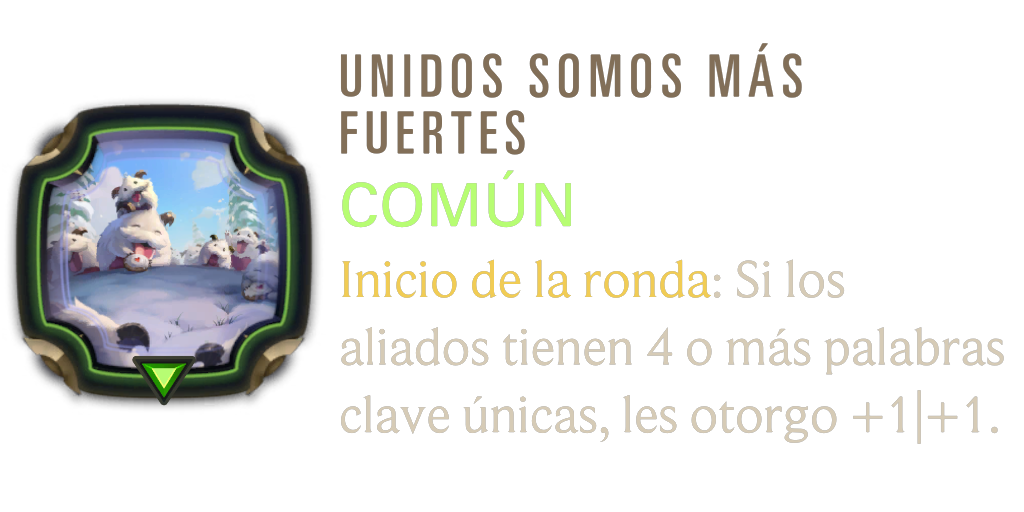 UNIDOS SOMOS MÁS
FUERTES
COMÚN
Inicio de la ronda: Si los
aliados tienen 4 o más palabras
clave únicas, les otorgo +1|+1.